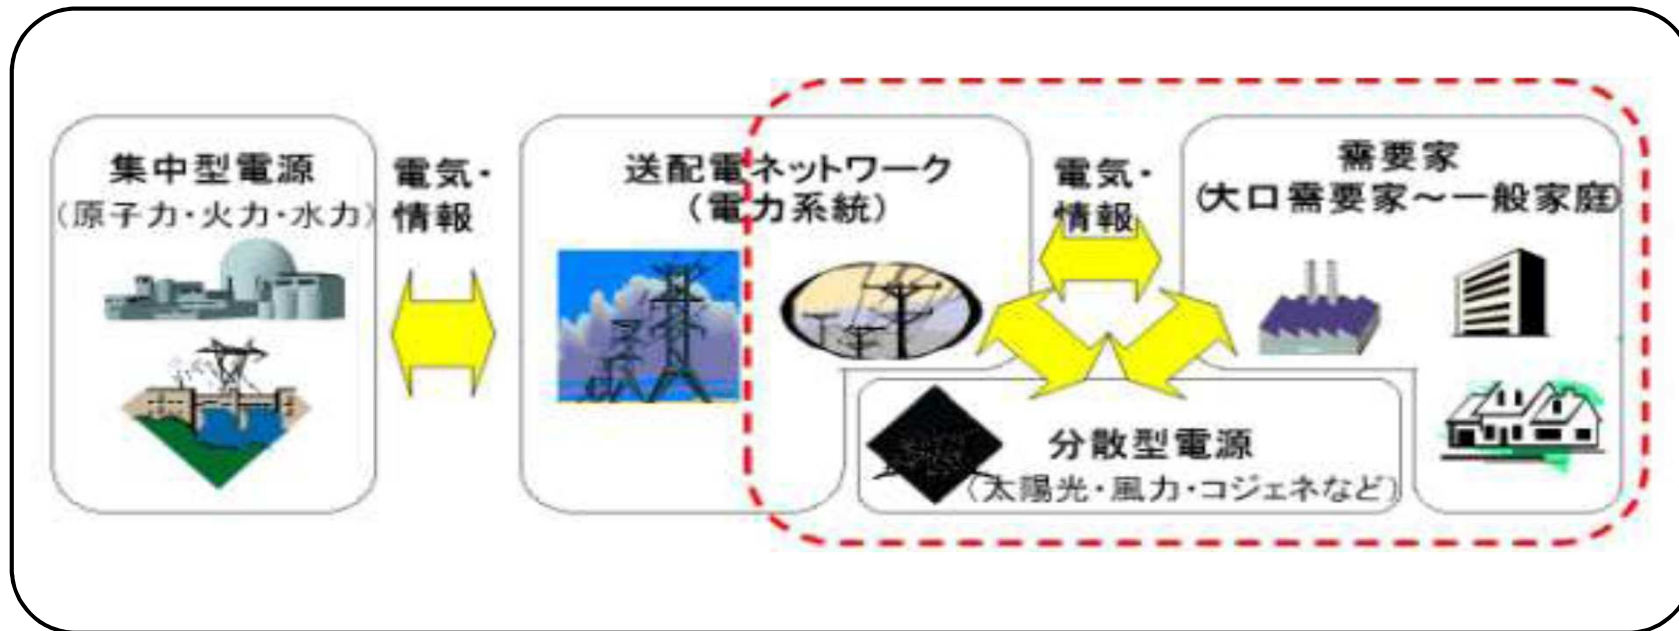 集中型電源
(原子力・火力・水力)
電気・
情報
送配電ネットワーク
(電力系統)
電気・
情報
需要家
(大口需要家～一般家庭)
分散型電源
(太陽光・風力・コジェネなど)